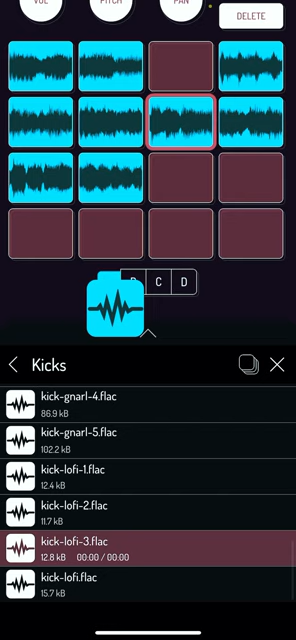 VOL PITCH PAN
DELETE
C D
Kicks
kick-gnarl-4.flac
86.9 kB
kick-gnarl-5.flac
102.2 kB
kick-lofi-1.flac
12.4 kB
kick-lofi-2.flac
11.7 kB
kick-lofi-3.flac
12.8 kB 00:00 / 00:00
kick-lofi.flac
15.7 kB